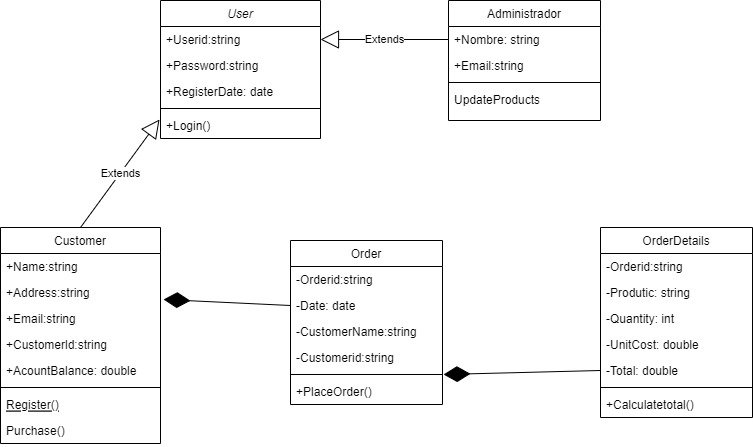 User
+Userid:string
+Password:string
+RegisterDate: date
+Login()
Extends
Administrador
+Nombre: string
+Email:string
UpdateProducts
Extends
Customer
+Name:string
+Address:string
+Email:string
+CustomerId:string
+AcountBalance: double
Register()
Purchase()
Order
-Orderid:string
-Date: date
-CustomerName:string
-Customerid:string
+PlaceOrder()
OrderDetails
-Orderid:string
-Produtic: string
-Quantity: int
-UnitCost: double
-Total: double
+Calculatetotal()